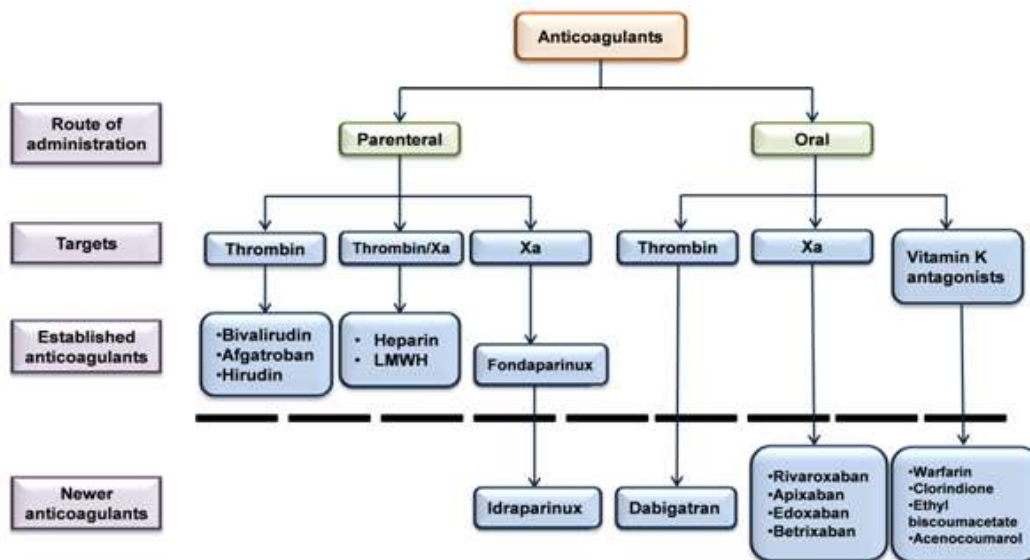 Anticoagulants
Route of
administration
Parenteral
Oral
Targets
Thrombin
Thrombin/Xa
Xa
Thrombin
Xa
Vitamin K
antagonists
Established
anticoagulants
•Bivalirudin
•Afgatroban
•Hirudin
• Heparin
• LMWH
Fondaparinux
Newer
anticoagulants
Idraparinux
Dabigatran
•Rivaroxaban
•Apixaban
•Edoxaban
•Betrixaban
•Warfarin
•Clorindione
•Ethyl
biscoumacetate
•Acenocoumarol